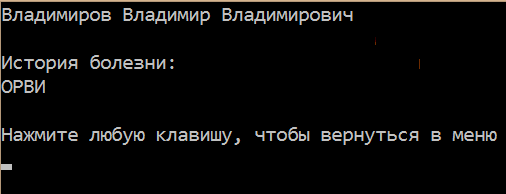 Владимиров Владимир Владимирович
История болезни:
ОРВИ
Нажмите любую клавишу, чтобы вернуться в меню